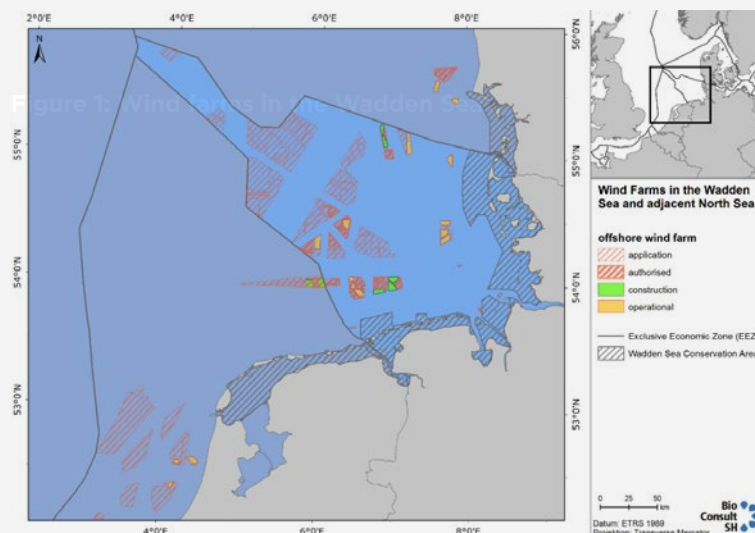 2°0'E 4°0'E 6°0'E 8°0'E
N
56°0'N
55°0'N
54°0'N
53°0'N
55°0'N
54°0'N
53°0'N
4°0'E 6°0'E 8°0'E
Figure 1: Wind farms in the Wadden Sea
Wind Farms in the Wadden
Sea and adjacent North Sea
offshore wind farm
application
authorised
construction
operational
Exclusive Economic Zone (EEZ
Wadden Sea Conservation Area
0 25 50
km
Datum: ETRS 1989
Projektion: Transverse Mercator
Bio
Consult
SH